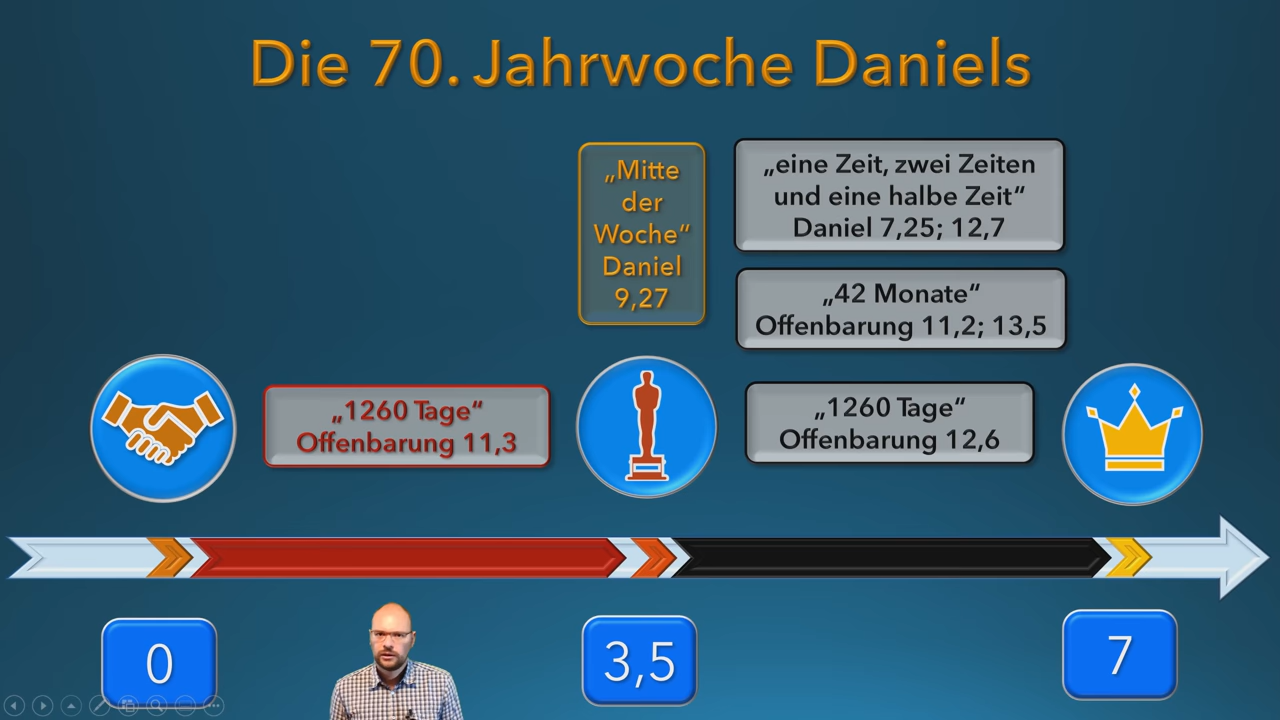 Die 70. Jahrwoche Daniels
„Mitte
der
Woche“
Daniel
9,27
„eine Zeit, zwei Zeiten
und eine halbe Zeit“
Daniel 7,25; 12,7
„42 Monate“
Offenbarung 11,2; 13,5
„1260 Tage“
Offenbarung 11,3
„1260 Tage“
Offenbarung 12,6
0
3,5
7